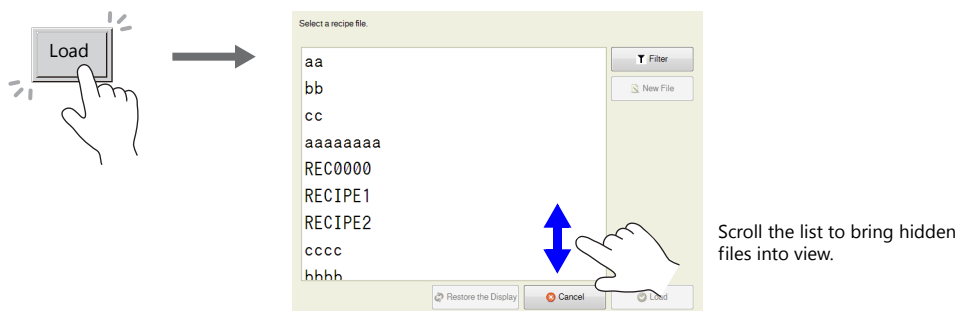 Load
Select a recipe file.
aa
bb
cc
aaaaaaaa
REC0000
RECIPE1
RECIPE2
cccc
bbbb
Filter
New File
Restore the Display
Cancel
Load
Scroll the list to bring hidden
files into view.